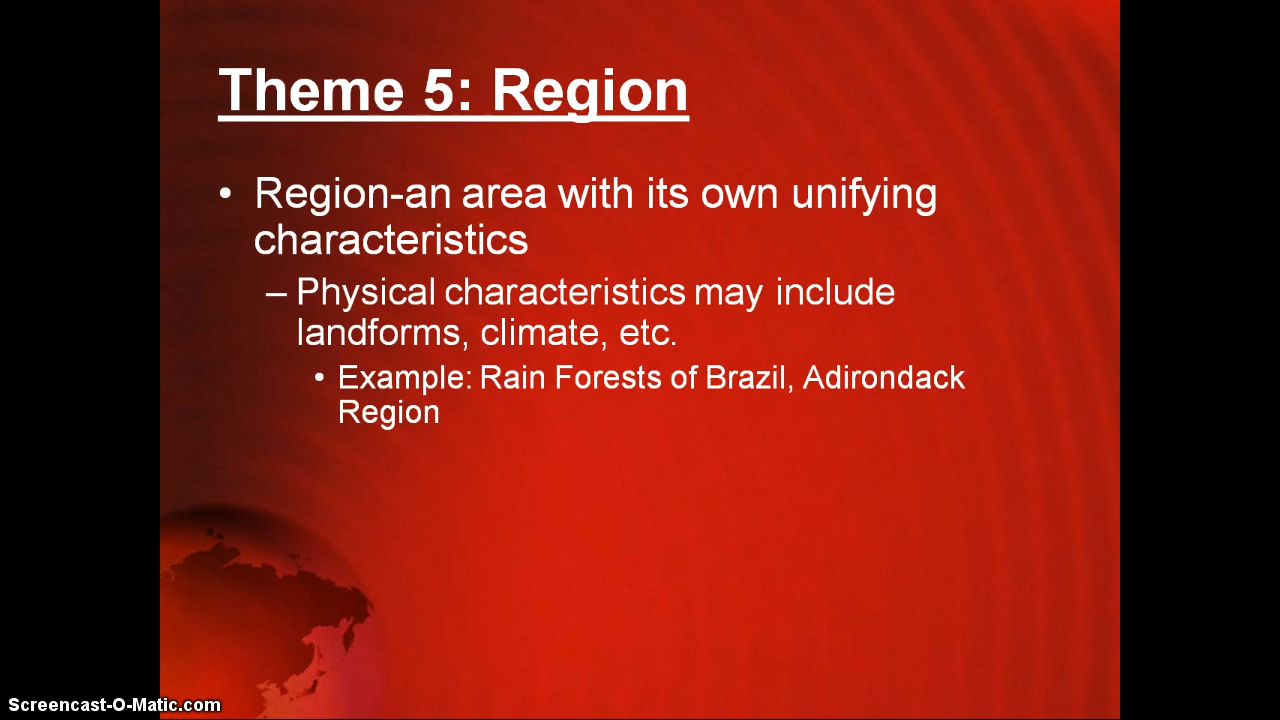 Theme 5: Region
• Region-an area with its own unifying
characteristics
– Physical characteristics may include
landforms, climate, etc.
• Example: Rain Forests of Brazil, Adirondack
Region
Screencast-O-Matic.com